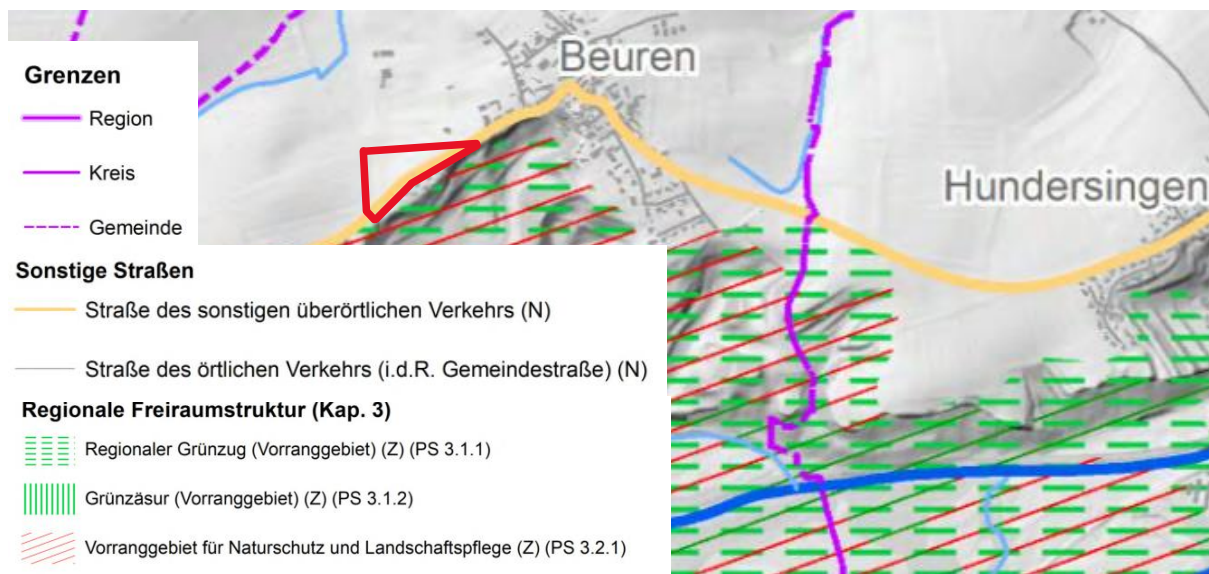 Beuren
Hundersingen
Grenzen
Region
Kreis
Gemeinde
Sonstige Straßen
Straße des sonstigen überörtlichen Verkehrs (N)
Straße des örtlichen Verkehrs (i.d.R. Gemeindestraße) (N)
Regionale Freiraumstruktur (Kap. 3)
Regionaler Grünzug (Vorranggebiet) (Z) (PS 3.1.1)
Grünzäsur (Vorranggebiet) (Z) (PS 3.1.2)
Vorranggebiet für Naturschutz und Landschaftspflege (Z) (PS 3.2.1)